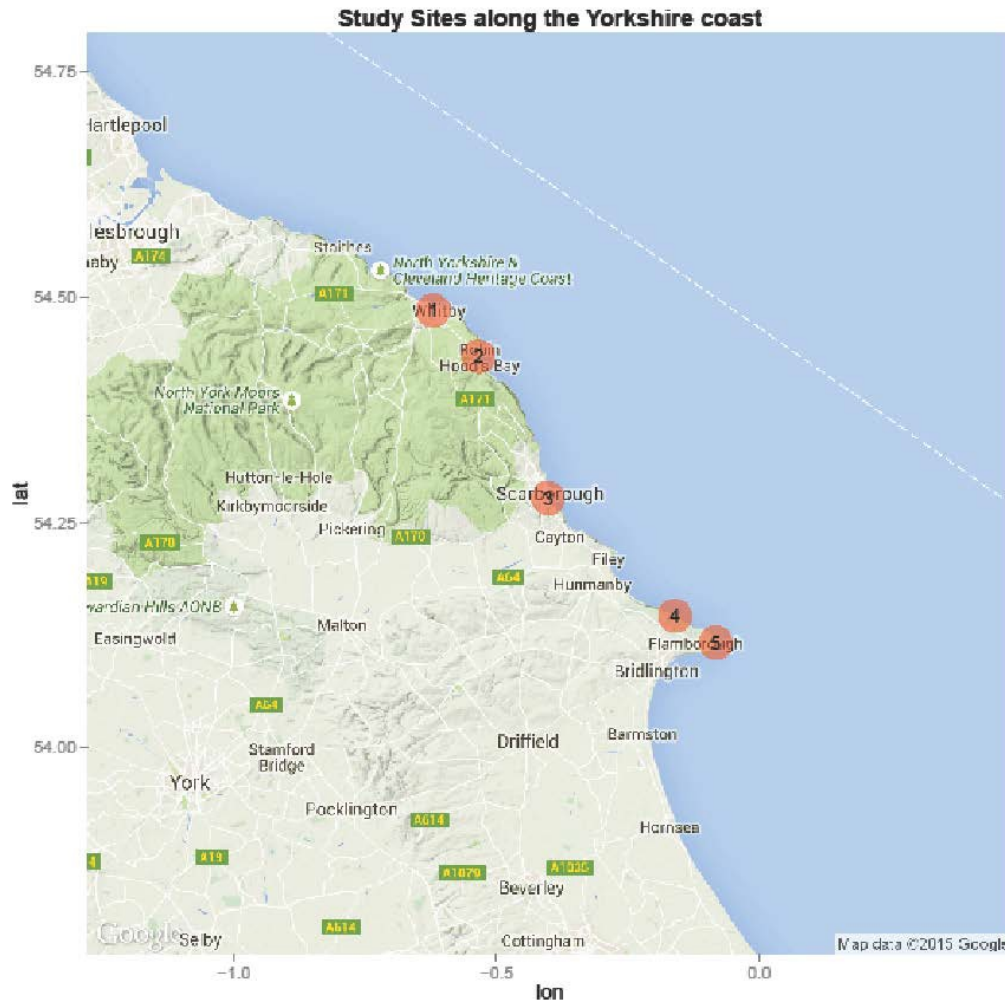 Study Sites along the Yorkshire coast
54.75
Hartlepool
lesbrough
A174
Staithes
North Yorkshire &
Cleveland Heritage Coast
A171
54.50
1
Whitby
2
Robin
Hood's Bay
A171
North York Moors
National Park
lat
Hutton-le-Hole
Kirkbymoorside
3
Scarborough
54.25
Pickering
A170
A170
Cayton
Filey
A64
Hunmanby
A19
wardian Hills AONB
4
Easingwold
Malton
5
Flamborough
Bridlington
A64
54.00
Stamford
Bridge
Driffield
Barmston
York
Pocklington
A614
Hornsea
4
A19
A1079
A1035
Beverley
A614
Google
Selby
Cottingham
Map data ©2015 Google
-1.0
-0.5
0.0
lon